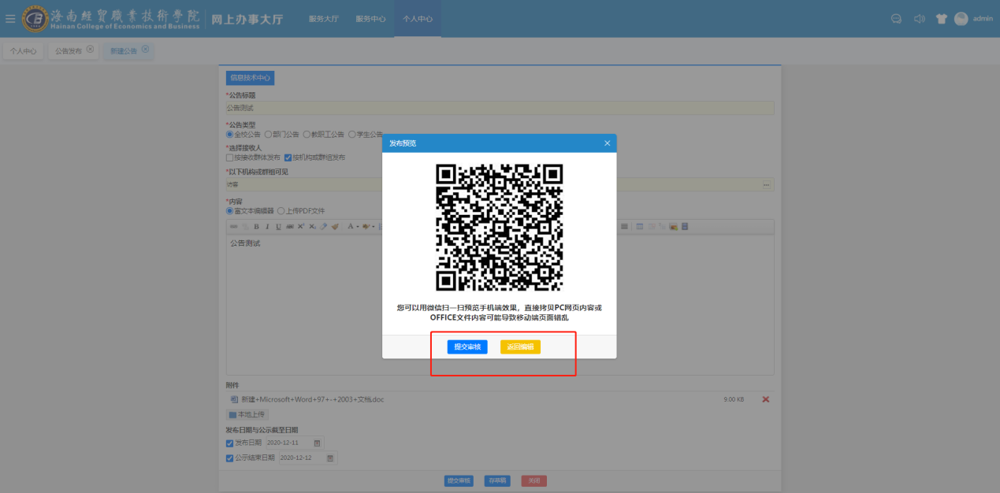 海南經貿職業技術學院
Hainan College of Economics and Business
网上办事大厅
服务大厅
服务中心
个人中心
admin
个人中心
公告发布
新建公告
信息技术中心
*公告标题
公告测试
*公告类型
全校公告 部门公告 教职工公告 学生公告
*选择接收人
按接收群体发布 按机构或群组发布
*以下机构或群组可见
访客
*内容
富文本编辑器 上传PDF文件
公告测试
发布预览
您可以用微信扫一扫预览手机端效果，直接拷贝PC网页内容或
OFFICE文件内容可能导致移动端页面错乱
提交审核
返回编辑
附件
新建+Microsoft+Word+97+-+2003+文档.doc
9.00 KB
本地上传
发布日期与公示截至日期
发布日期 2020-12-11
公示结束日期 2020-12-12
提交审核
存草稿
关闭